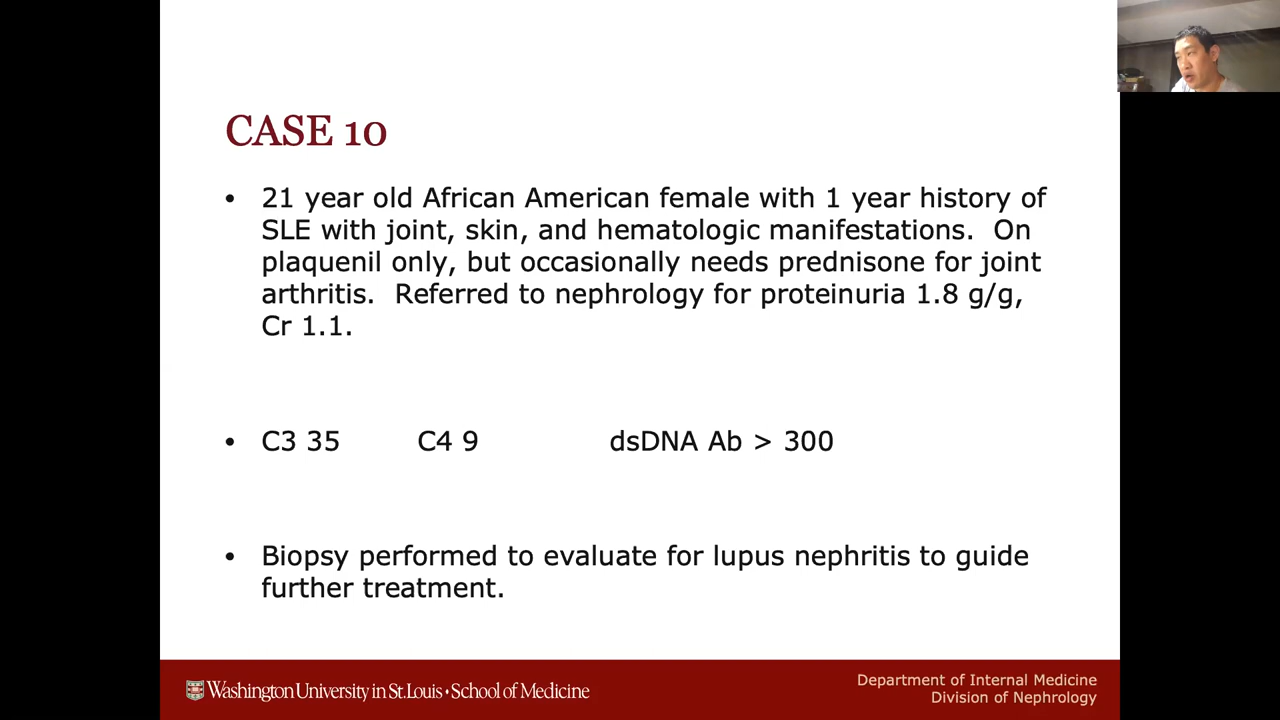 CASE 10
• 21 year old African American female with 1 year history of
SLE with joint, skin, and hematologic manifestations. On
plaquenil only, but occasionally needs prednisone for joint
arthritis. Referred to nephrology for proteinuria 1.8 g/g,
Cr 1.1.
• C3 35 C4 9 dsDNA Ab > 300
• Biopsy performed to evaluate for lupus nephritis to guide
further treatment.
Washington University in St. Louis • School of Medicine
Department of Internal Medicine
Division of Nephrology